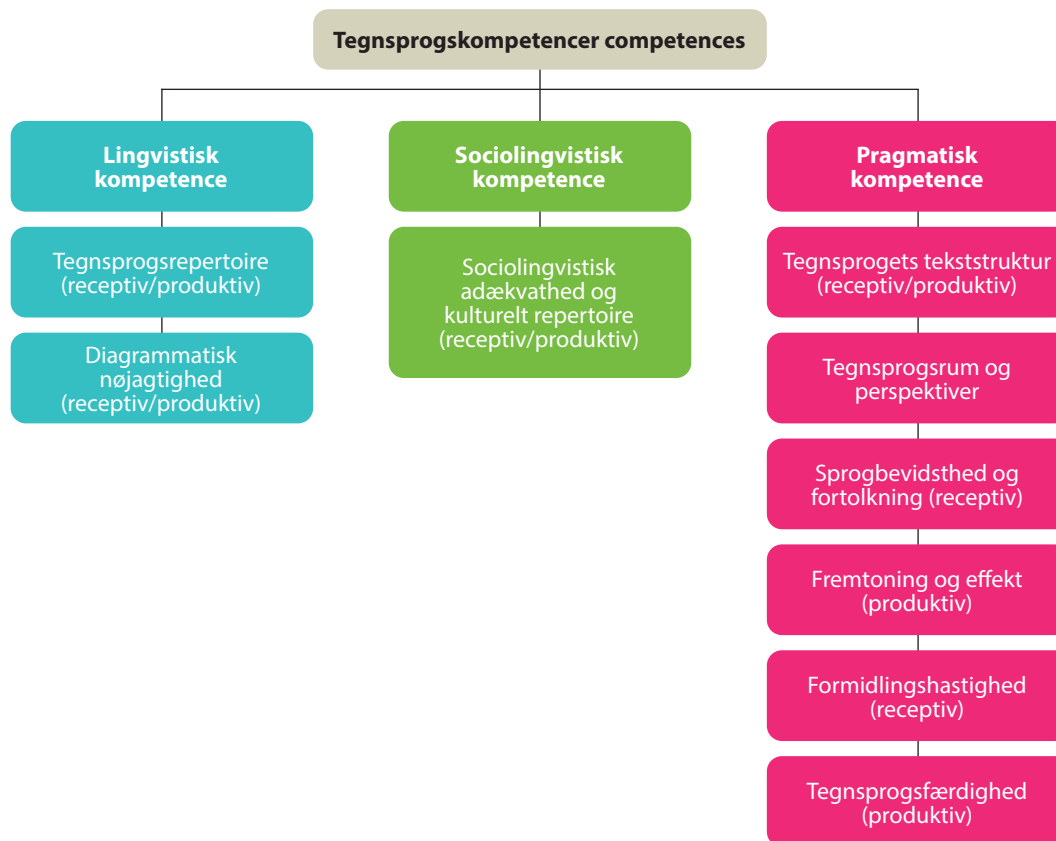 Tegnsprogskompetencer competences
Lingvistisk
kompetence
Tegnsprogsrepertoire
(receptiv/produktiv)
Diagrammatisk
nøjagtighed
(receptiv/produktiv)
Sociolingvistisk
kompetence
Sociolingvistisk
adækvathed og
kulturelt repertoire
(receptiv/produktiv)
Pragmatisk
kompetence
Tegnsprogets tekststruktur
(receptiv/produktiv)
Tegnsprogsrum og
perspektiver
Sprogbevidsthed og
fortolkning (receptiv)
Fremtoning og effekt
(produktiv)
Formidlingshastighed
(receptiv)
Tegnsprogsfærdighed
(produktiv)